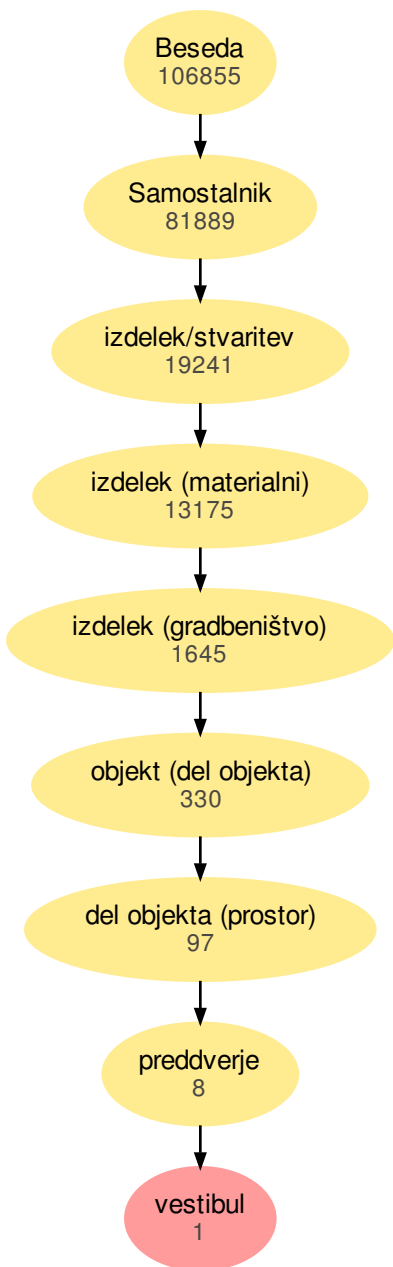 Beseda
106855
Samostalnik
81889
izdelek/stvaritev
19241
izdelek (materialni)
13175
izdelek (gradbeništvo)
1645
objekt (del objekta)
330
del objekta (prostor)
97
preddverje
8
vestibul
1